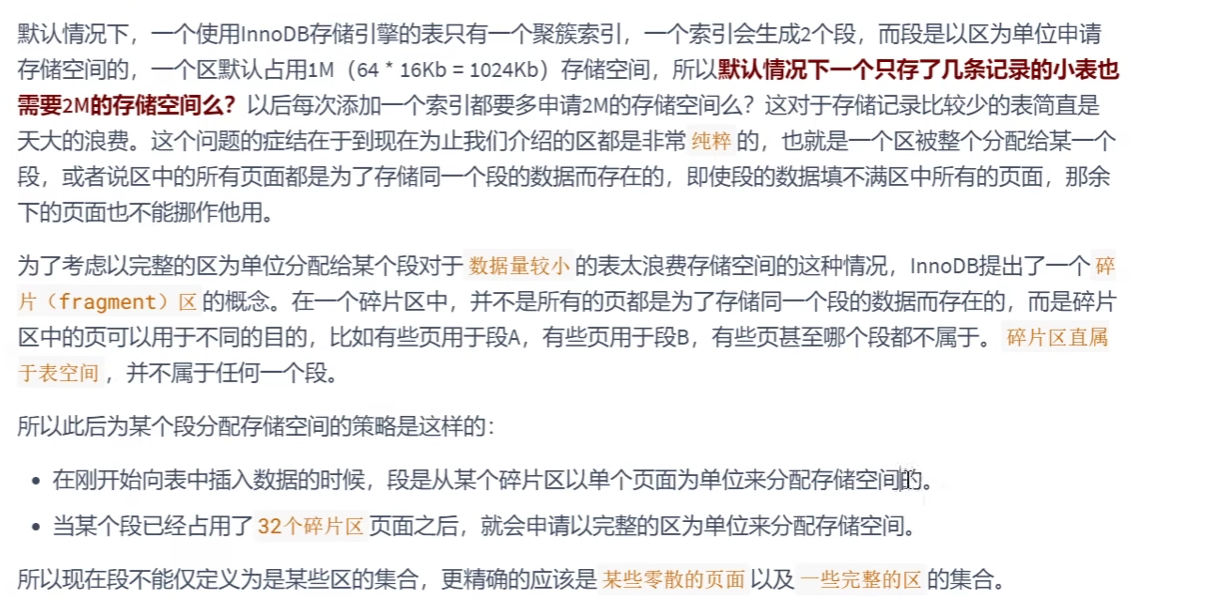 默认情况下，一个使用InnoDB存储引擎的表只有一个聚簇索引，一个索引会生成2个段，而段是以区为单位申请
存储空间的，一个区默认占用1M（64 * 16Kb = 1024Kb）存储空间，所以默认情况下一个只存了几条记录的小表也
需要2M的存储空间么？以后每次添加一个索引都要多申请2M的存储空间么？这对于存储记录比较少的表简直是
天大的浪费。这个问题的症结在于到现在为止我们介绍的区都是非常 纯粹 的，也就是一个区被整个分配给某一个
段，或者说区中的所有页面都是为了存储同一个段的数据而存在的，即使段的数据填不满区中所有的页面，那余
下的页面也不能挪作他用。
为了考虑以完整的区为单位分配给某个段对于 数据量较小 的表太浪费存储空间的这种情况，InnoDB提出了一个 碎
片（fragment）区 的概念。在一个碎片区中，并不是所有的页都是为了存储同一个段的数据而存在的，而是碎片
区中的页可以用于不同的目的，比如有些页用于段A，有些页用于段B，有些页甚至哪个段都不属于。 碎片区直属
于表空间 ，并不属于任何一个段。
所以此后为某个段分配存储空间的策略是这样的：
• 在刚开始向表中插入数据的时候，段是从某个碎片区以单个页面为单位来分配存储空间的。
• 当某个段已经占用了 32个碎片区 页面之后，就会申请以完整的区为单位来分配存储空间。
所以现在段不能仅定义为是某些区的集合，更精确的应该是 某些零散的页面 以及 一些完整的区 的集合。